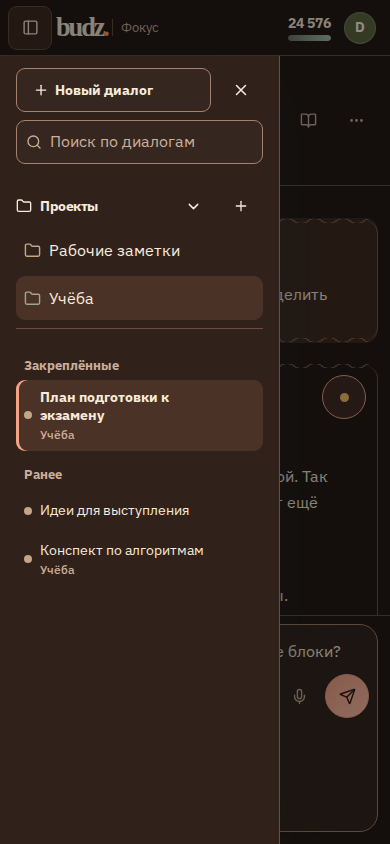 budz. Фокус 24 576 D
Новый диалог
Поиск по диалогам
Проекты
Рабочие заметки
Учёба
делить
Закреплённые
План подготовки к
экзамену
Учёба
Ранее
ой. Так
ещё
Идеи для выступления
Конспект по алгоритмам
Учёба
ы.
е блоки?